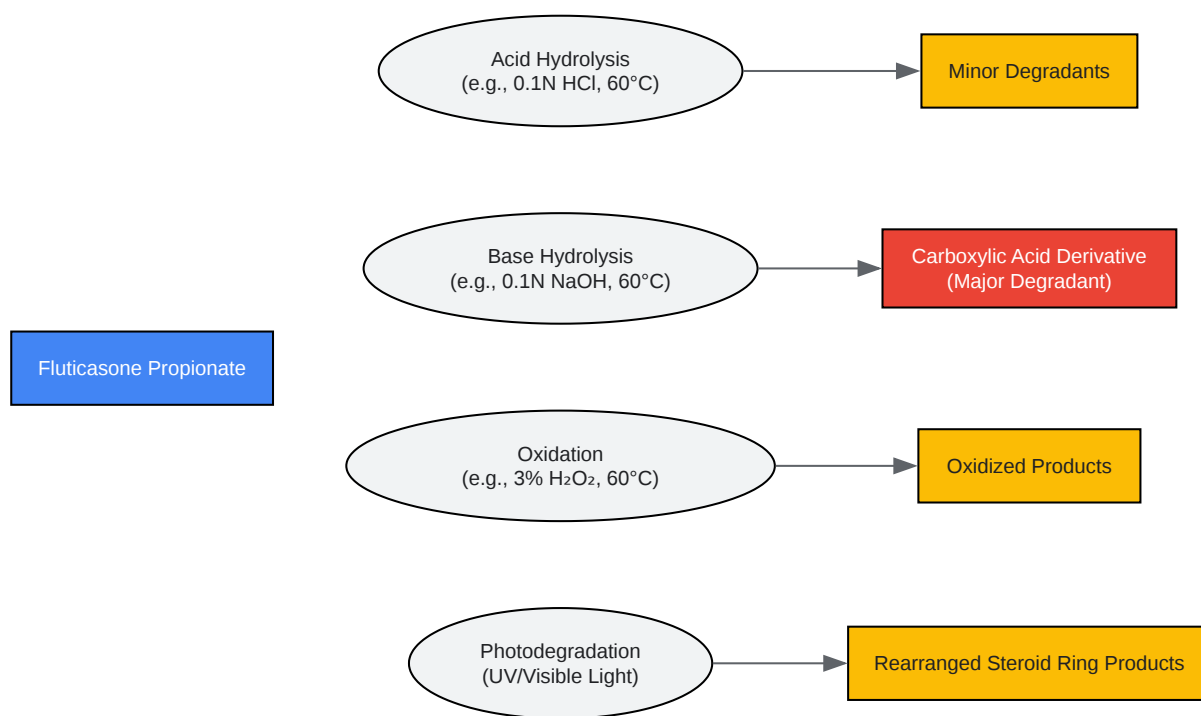 Acid Hydrolysis
(e.g., 0.1N HCl, 60°C)
Minor Degradants
Base Hydrolysis
(e.g., 0.1N NaOH, 60°C)
Carboxylic Acid Derivative
(Major Degradant)
Fluticasone Propionate
Oxidation
(e.g., 3% H₂O₂, 60°C)
Oxidized Products
Photodegradation
(UV/Visible Light)
Rearranged Steroid Ring Products